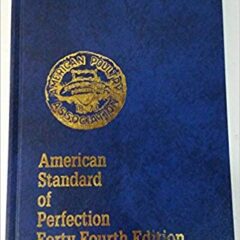 AMERICAN POULTRY
ASSOCIATION
American
Standard
of
Perfection
Forty Fourth Edition